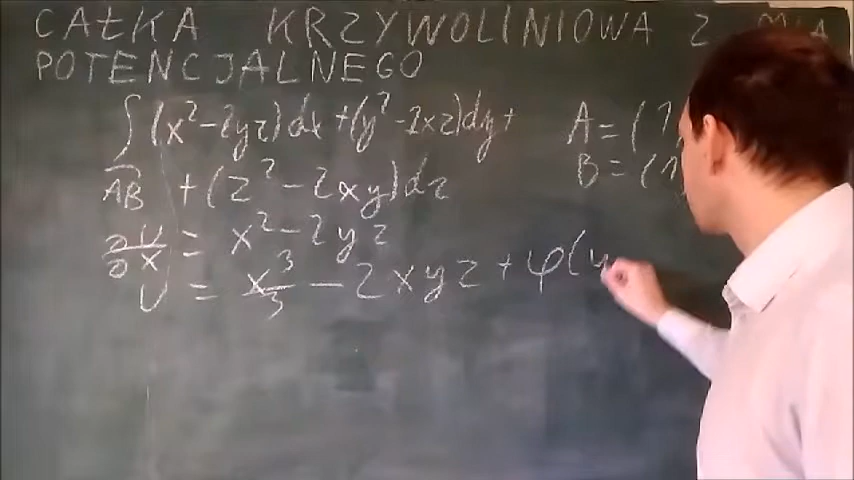 CAŁKA KRZYWOLINIOWA Z
POTENCJALNEGO
∫ (x²-2yz)dx+(y²-2xz)dy+
AB +(z²-2xy)dz
A=(1,
B=(1
∂U/∂x = x²-2yz
U = x³/3 - 2xyz + φ(y